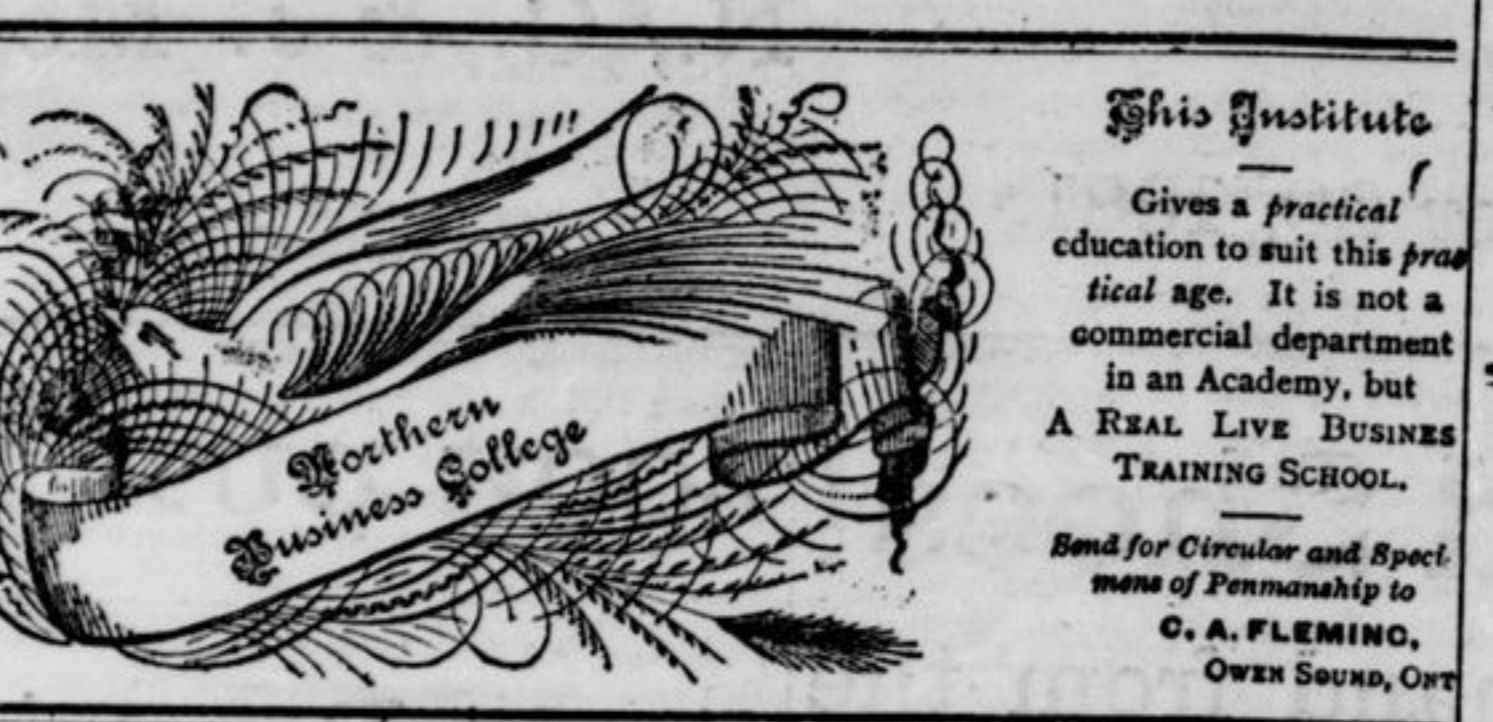 Northern
Business College
This Institute
Gives a practical
education to suit this prac
tical age. It is not a
commercial department
in an Academy, but
A REAL LIVE BUSINES
TRAINING SCHOOL.
Send for Circular and Speci-
mens of Penmanship to
C. A. FLEMING,
OWEN SOUND, ONT